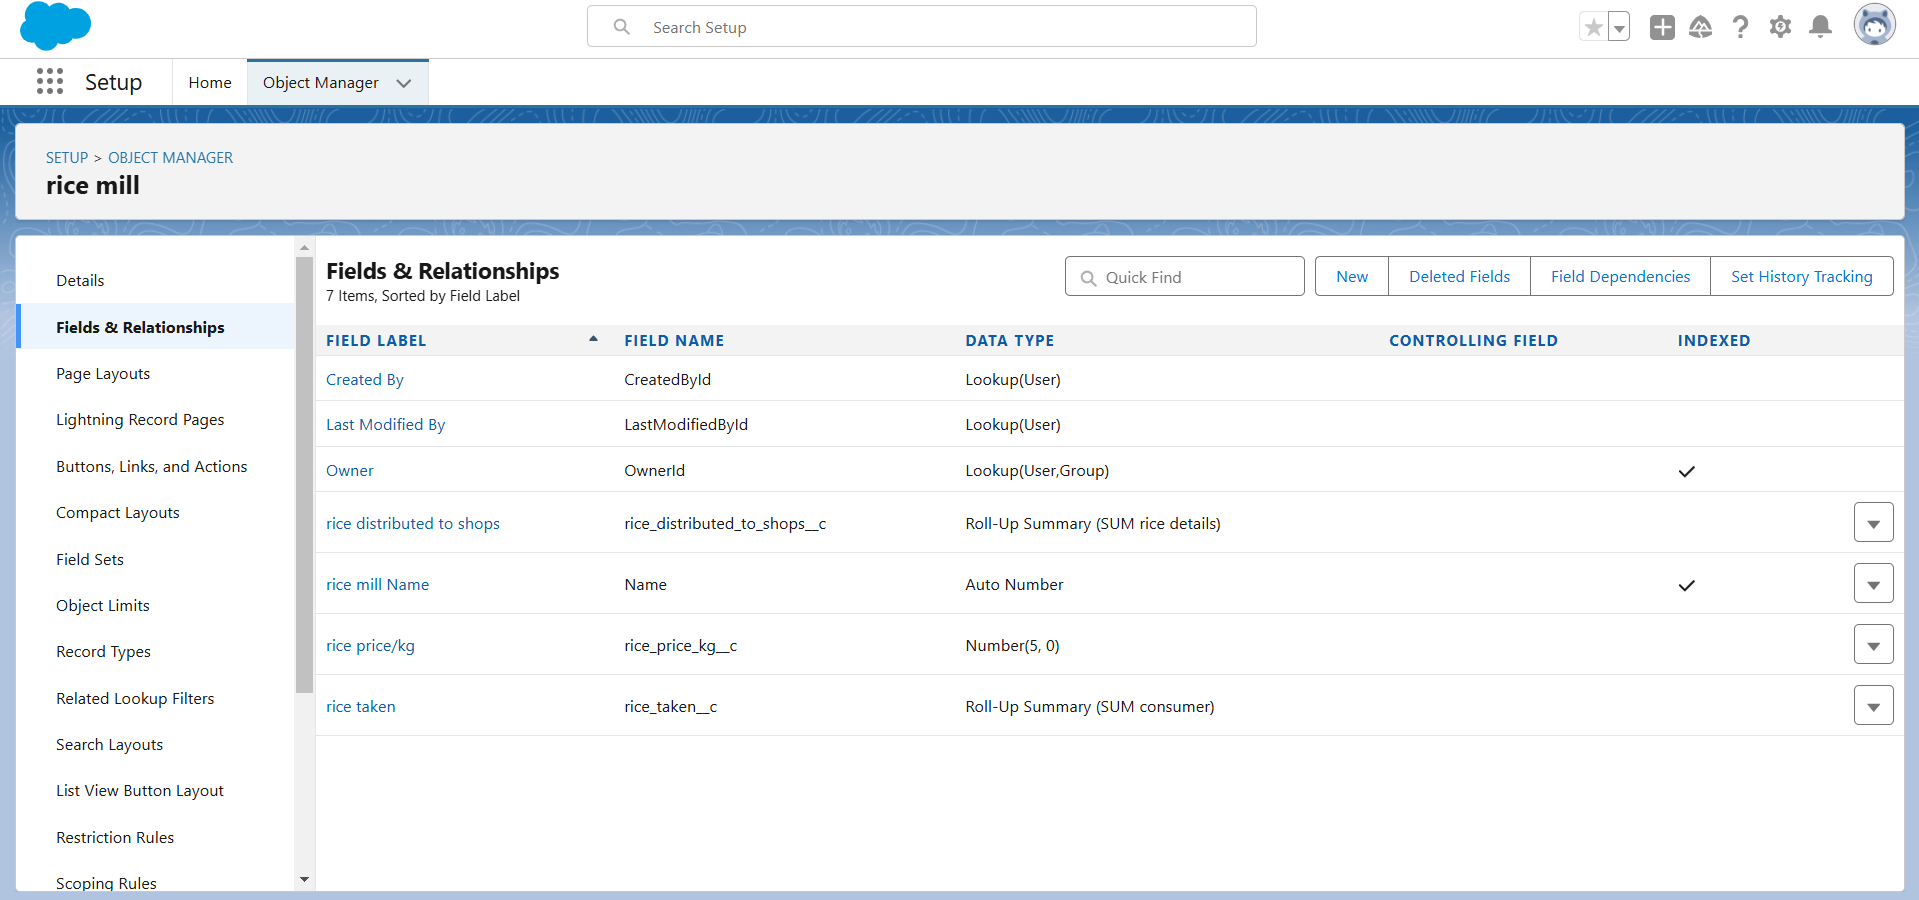 Search Setup
Setup
Home
Object Manager
SETUP > OBJECT MANAGER
rice mill
Details
Fields & Relationships
Page Layouts
Lightning Record Pages
Buttons, Links, and Actions
Compact Layouts
Field Sets
Object Limits
Record Types
Related Lookup Filters
Search Layouts
List View Button Layout
Restriction Rules
Scoping Rules
Fields & Relationships
7 Items, Sorted by Field Label
Quick Find
New
Deleted Fields
Field Dependencies
Set History Tracking
FIELD LABEL FIELD NAME DATA TYPE CONTROLLING FIELD INDEXED
Created By CreatedById Lookup(User)
Last Modified By LastModifiedById Lookup(User)
Owner OwnerId Lookup(User,Group)
rice distributed to shops rice_distributed_to_shops__c Roll-Up Summary (SUM rice details)
rice mill Name Name Auto Number
rice price/kg rice_price_kg__c Number(5, 0)
rice taken rice_taken__c Roll-Up Summary (SUM consumer)